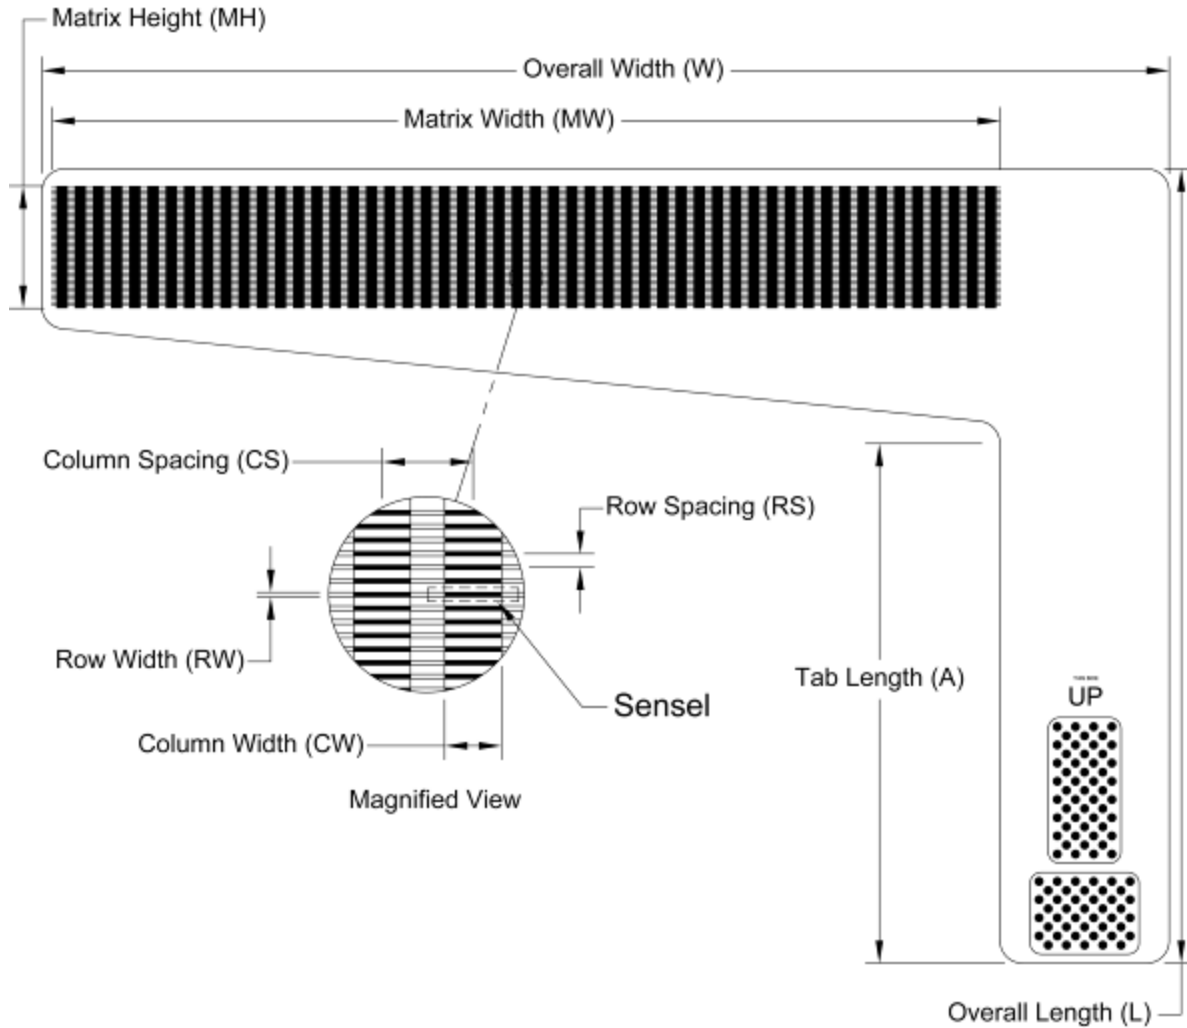 Matrix Height (MH)
Overall Width (W)
Matrix Width (MW)
Column Spacing (CS)
Row Spacing (RS)
Row Width (RW)
Tab Length (A)
UP
Sensel
Column Width (CW)
Magnified View
Overall Length (L)